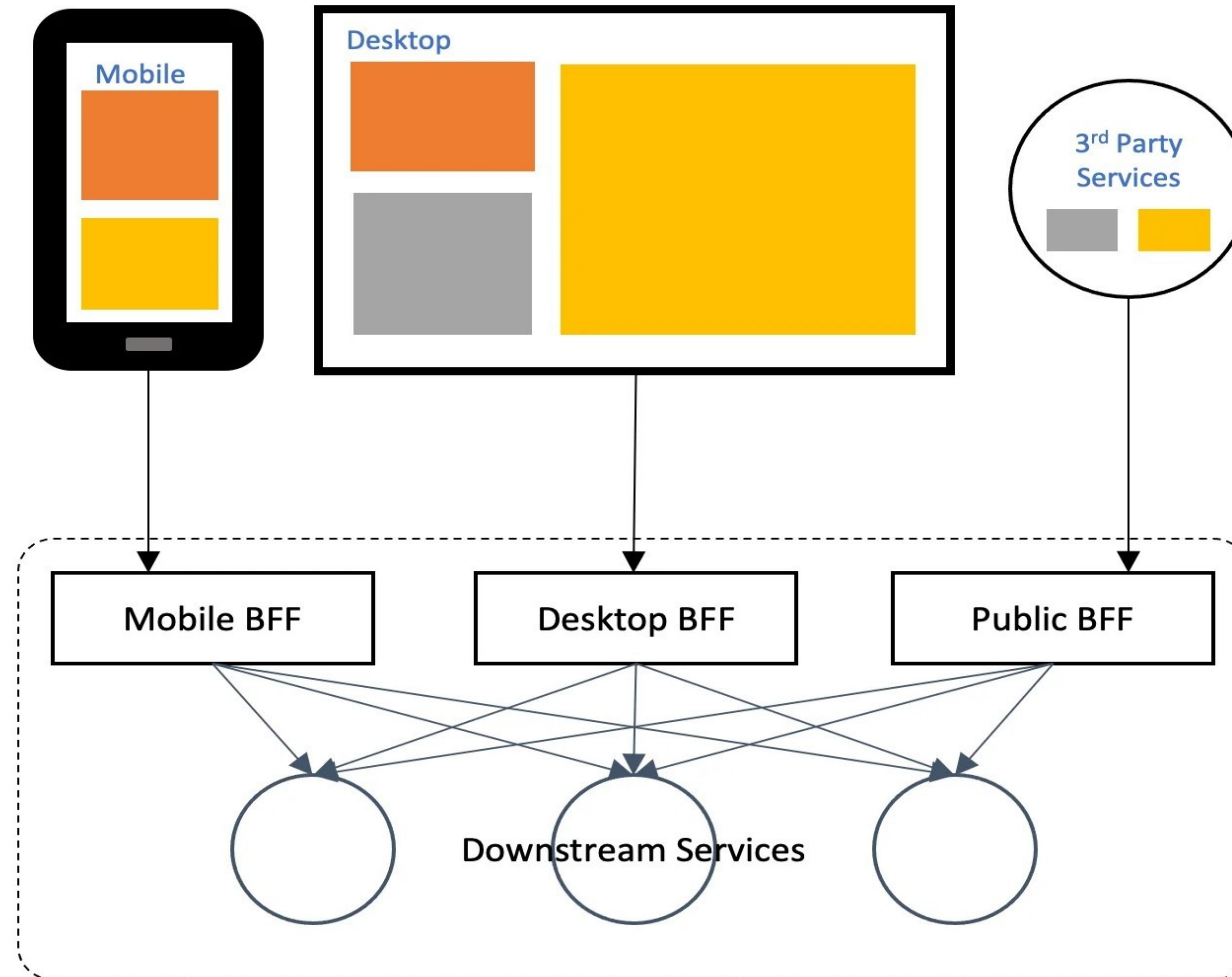 Mobile
Desktop
3rd Party
Services
Mobile BFF
Desktop BFF
Public BFF
Downstream Services